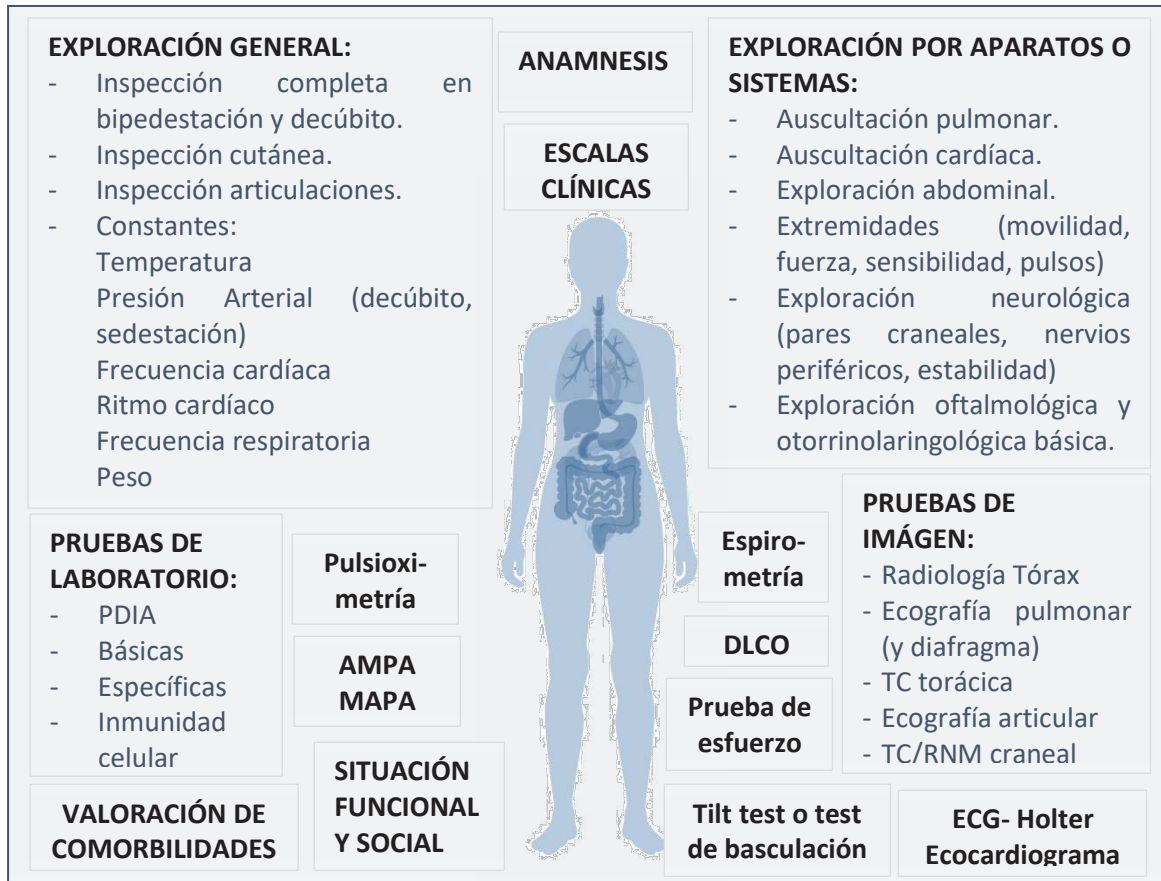 EXPLORACIÓN GENERAL:
- Inspección completa en
bipedestación y decúbito.
- Inspección cutánea.
- Inspección articulaciones.
- Constantes:
Temperatura
Presión Arterial (decúbito,
sedestación)
Frecuencia cardíaca
Ritmo cardíaco
Frecuencia respiratoria
Peso
ANAMNESIS
ESCALAS
CLÍNICAS
EXPLORACIÓN POR APARATOS O
SISTEMAS:
- Auscultación pulmonar.
- Auscultación cardíaca.
- Exploración abdominal.
- Extremidades (movilidad,
fuerza, sensibilidad, pulsos)
- Exploración neurológica
(pares craneales, nervios
periféricos, estabilidad)
- Exploración oftalmológica y
otorrinolaringológica básica.
PRUEBAS DE
LABORATORIO:
- PDIA
- Básicas
- Específicas
- Inmunidad
celular
Pulsioxi-
metría
AMPA
MAPA
SITUACIÓN
FUNCIONAL
Y SOCIAL
VALORACIÓN DE
COMORBILIDADES
Espiro-
metría
DLCO
Prueba de
esfuerzo
Tilt test o test
de basculación
PRUEBAS DE
IMÁGEN:
- Radiología Tórax
- Ecografía pulmonar
(y diafragma)
- TC torácica
- Ecografía articular
- TC/RNM craneal
ECG- Holter
Ecocardiograma